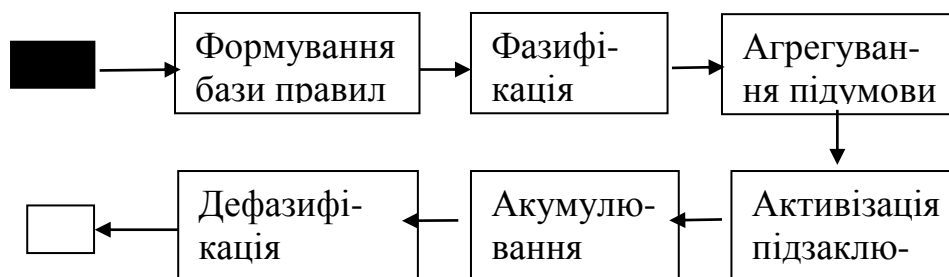 Формування
бази правил
Фазифі-
кація
Агрегуван-
ня підумови
Активізація
підзаклю-
Акумулю-
вання
Дефазифі-
кація